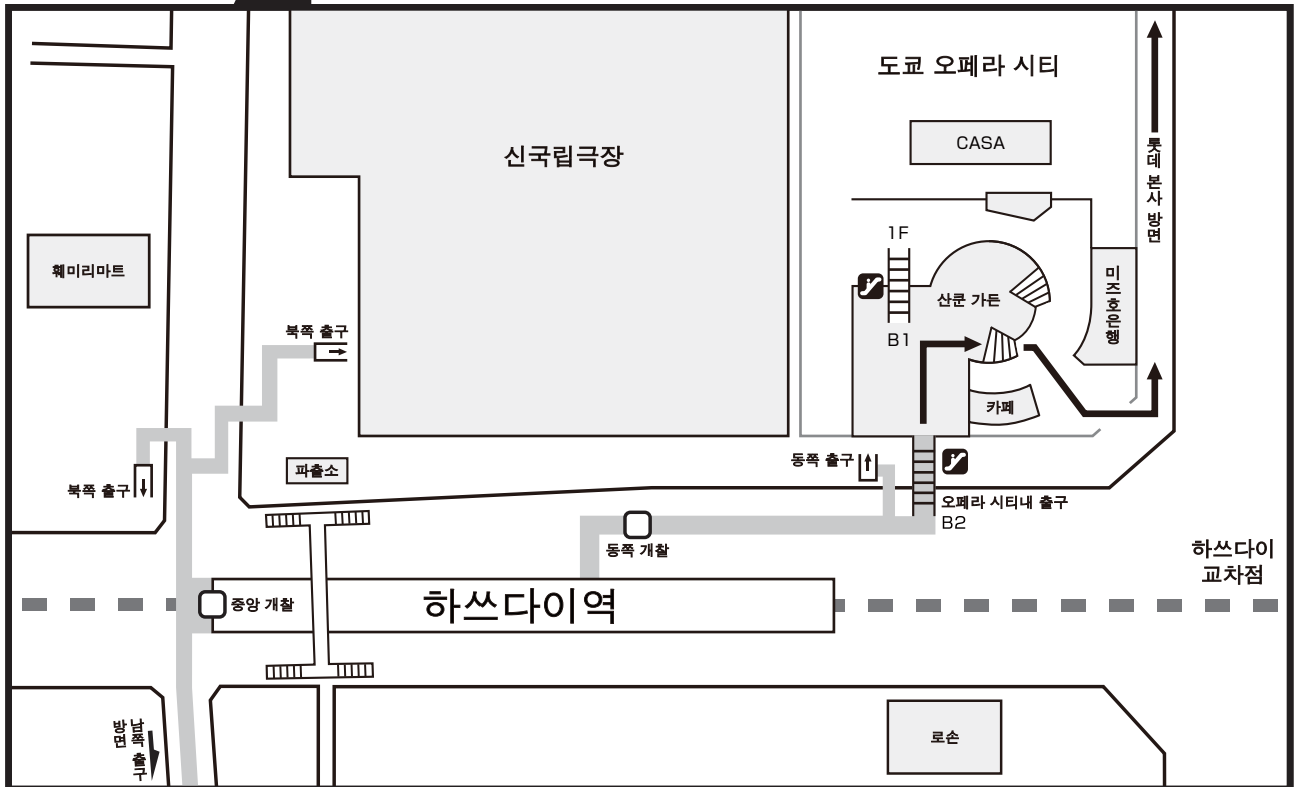 도쿄 오페라 시티
CASA
신국립극장
롯데 본사 방면
1F
훼미리마트
미즈호은행
산쿤 가든
북쪽 출구
B1
카페
파출소
동쪽 출구
북쪽 출구
오페라 시티내 출구
B2
동쪽 개찰
하쓰다이
교차점
중앙 개찰
하쓰다이역
남쪽 출구
방면
로손